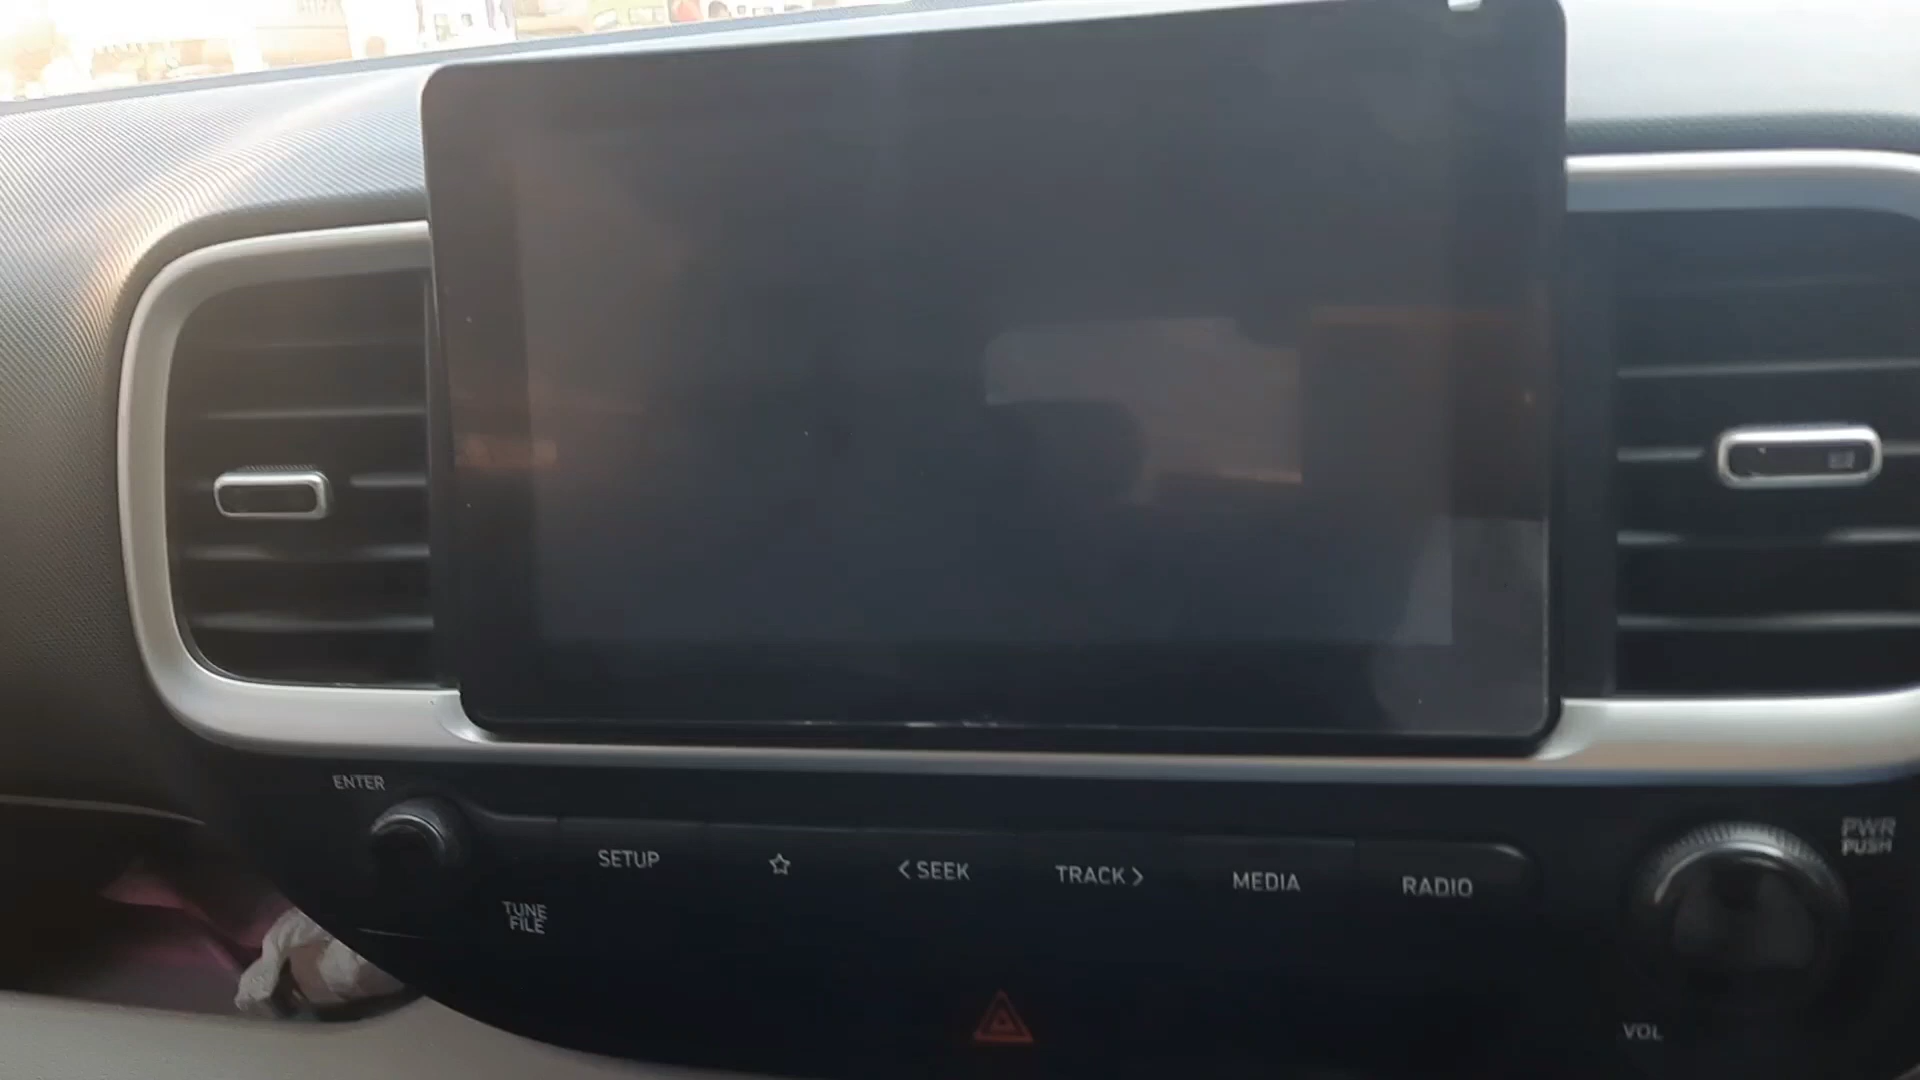 ENTER
TUNE
FILE
SETUP
☆
< SEEK
TRACK >
MEDIA
RADIO
PWR
PUSH
VOL